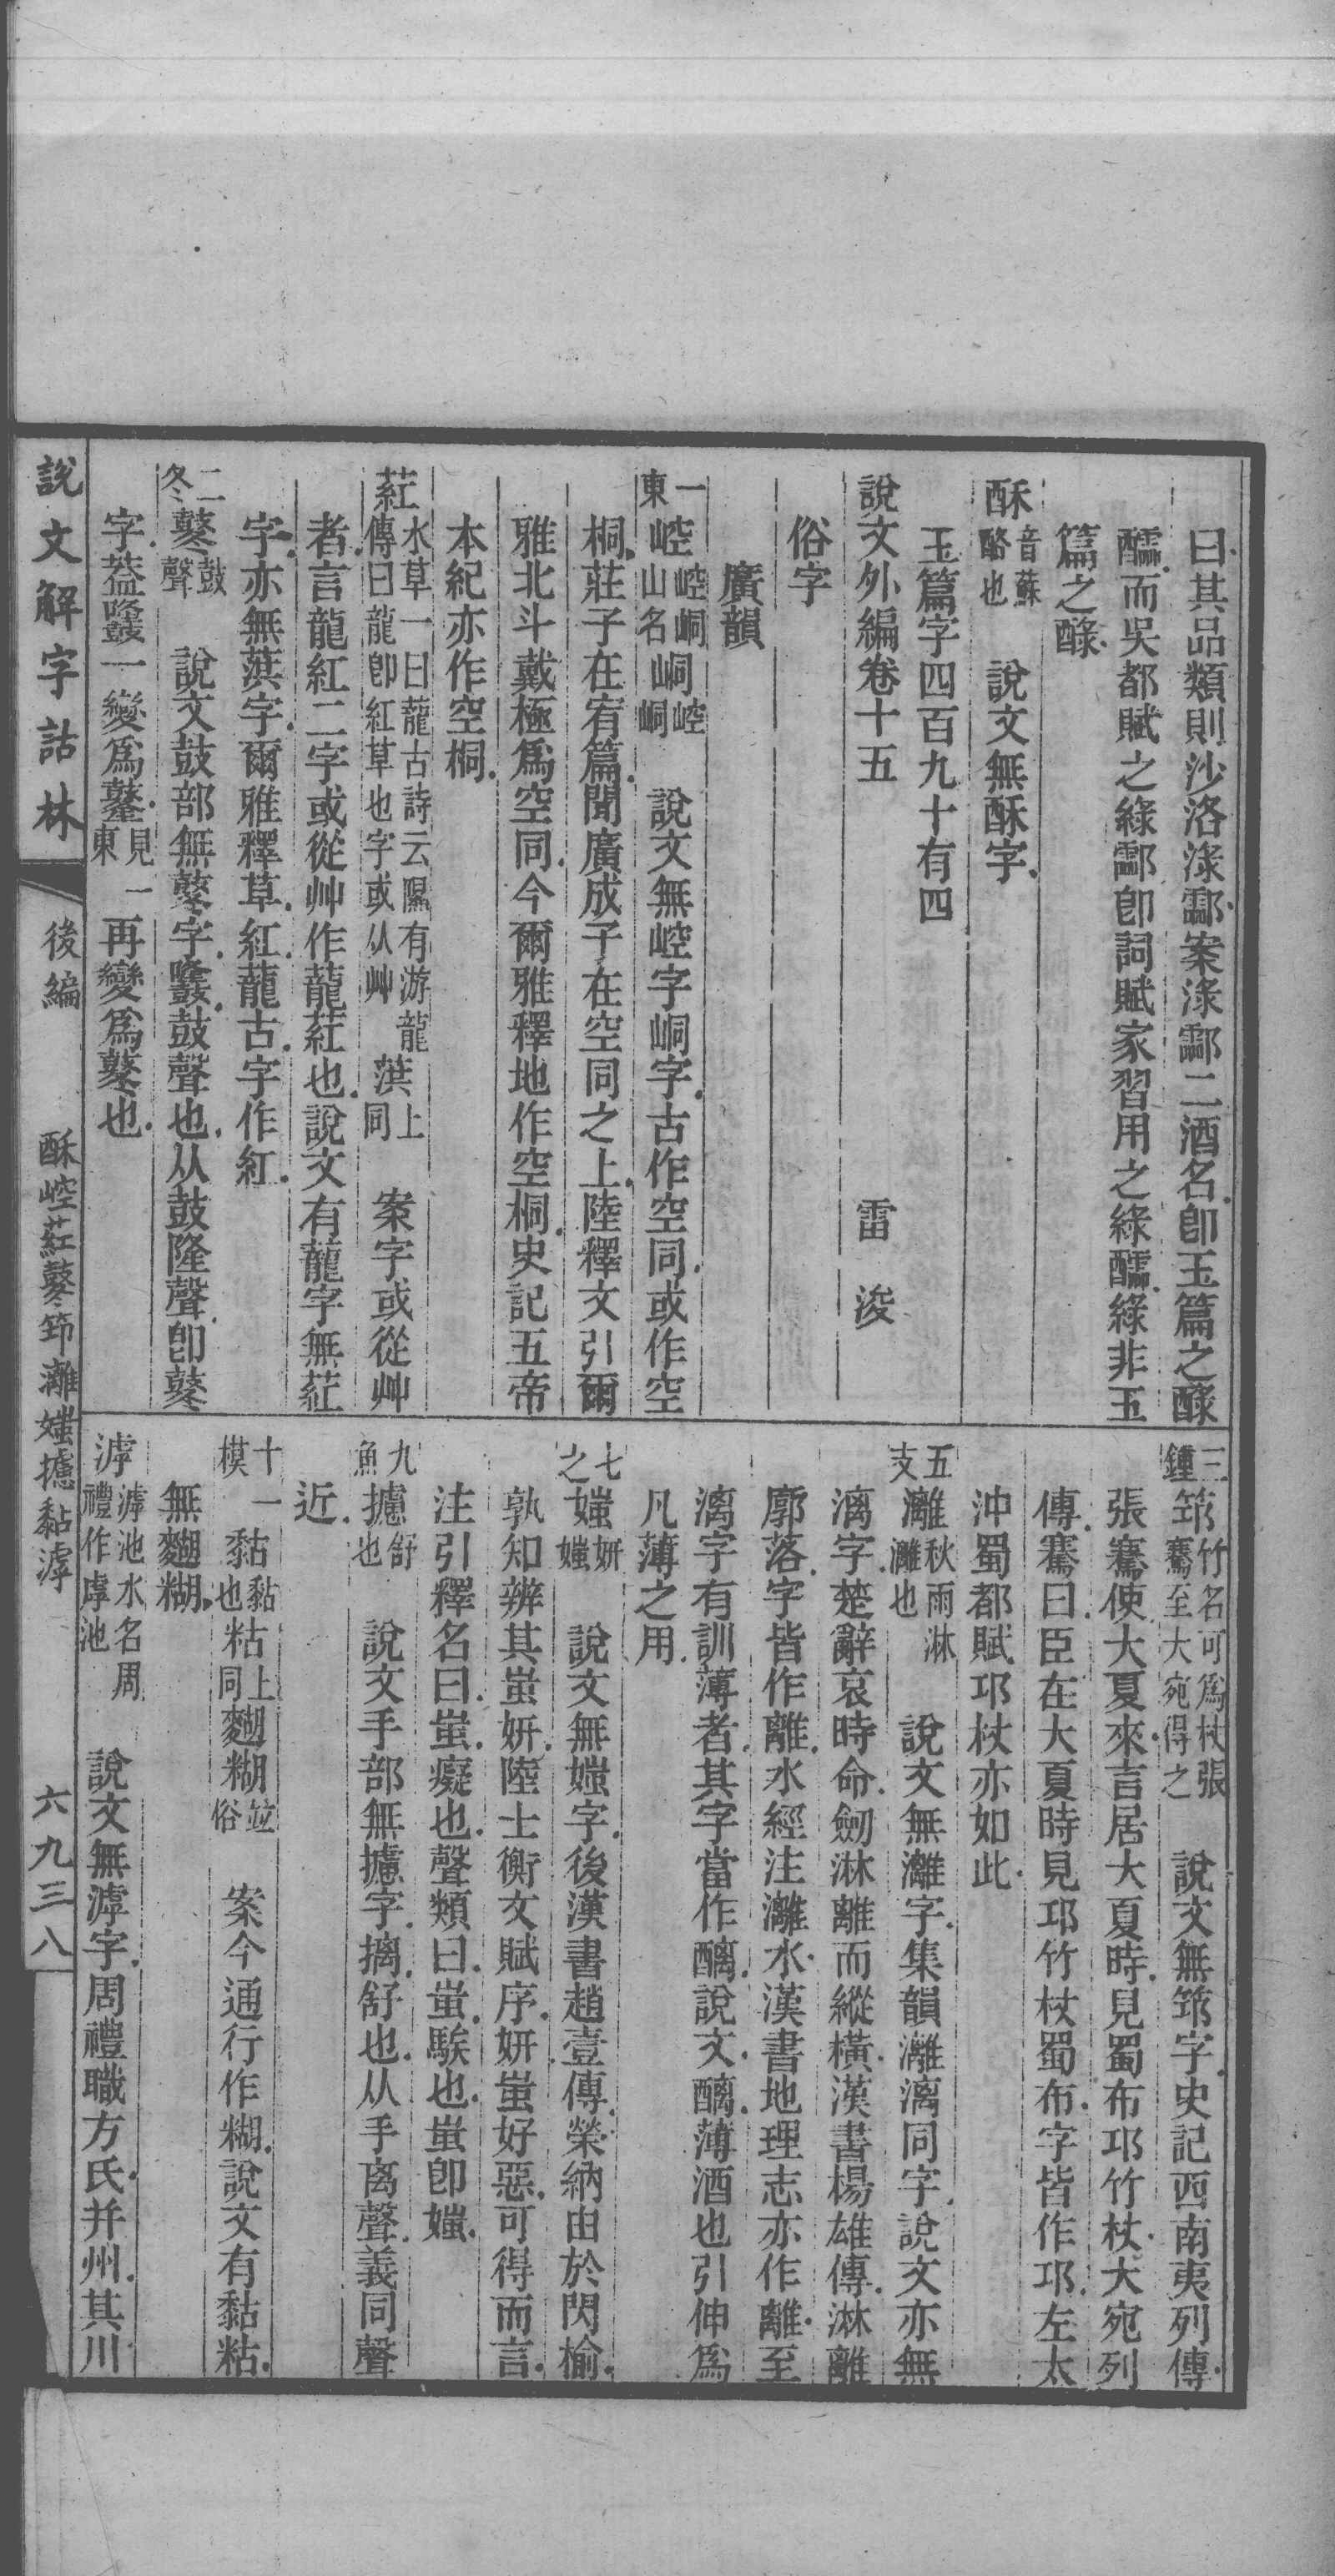 曰其品類則沙洛淥酃案淥酃二酒名卽玉篇之醁
醽而吳都賦之綠酃卽詞賦家習用之綠醽綠非玉
篇之醁
酥音蘇酪也　說文無酥字
玉篇字四百九十有四
說文外編卷十五　雷浚
俗字
廣韻
一東崆崆峒山名峒崆峒　說文無崆字峒字古作空同或作空
桐莊子在宥篇聞廣成子在空同之上陸釋文引爾
雅北斗戴極爲空同今爾雅釋地作空桐史記五帝
本紀亦作空桐
葒水草一曰蘢古詩云隰有游龍傳曰龍卽紅草也字或从艸葓上同　案字或從艸
者言龍紅二字或從艸作蘢葒也說文有蘢字無葒
字亦無葓字爾雅釋草紅蘢古字作紅
二冬鼕鼓聲　說文鼓部無鼕字鼜鼓聲也从鼓隆聲卽鼕
字蓋一變爲見一東再變爲鼕也
三鍾筇竹名可爲杖張騫至大宛得之　說文無筇字史記西南夷列傳
張騫使大夏來言居大夏時見蜀布邛竹杖大宛列
傳騫曰臣在大夏時見邛竹杖蜀布字皆作邛左太
沖蜀都賦邛杖亦如此
五支灕秋雨淋灕也　說文無灕字集韻灕漓同字說文亦無
漓字楚辭哀時命劒淋離而縱橫漢書楊雄傳淋離
廓落字皆作離水經注灕水漢書地理志亦作離至
漓字有訓薄者其字當作醨說文醨薄酒也引伸爲
凡薄之用
七之媸妍媸　說文無媸字後漢書趙壹傳榮納由於閃榆
孰知辨其蚩妍陸士衡文賦序妍蚩好惡可得而言
注引釋名曰蚩癡也聲類曰蚩騃也蚩卽媸
九魚攄舒也　說文手部無攄字摛舒也从手离聲義同聲
近
十一模黏黏也粘上同麹糊竝俗　案今通行作糊說文有黏粘
無麹糊
滹滹池水名周禮作虖池　說文無滹字周禮職方氏并州其川
說文解字詁林
後編
酥崆葒鼕筇灕媸攄黏滹
六九三八